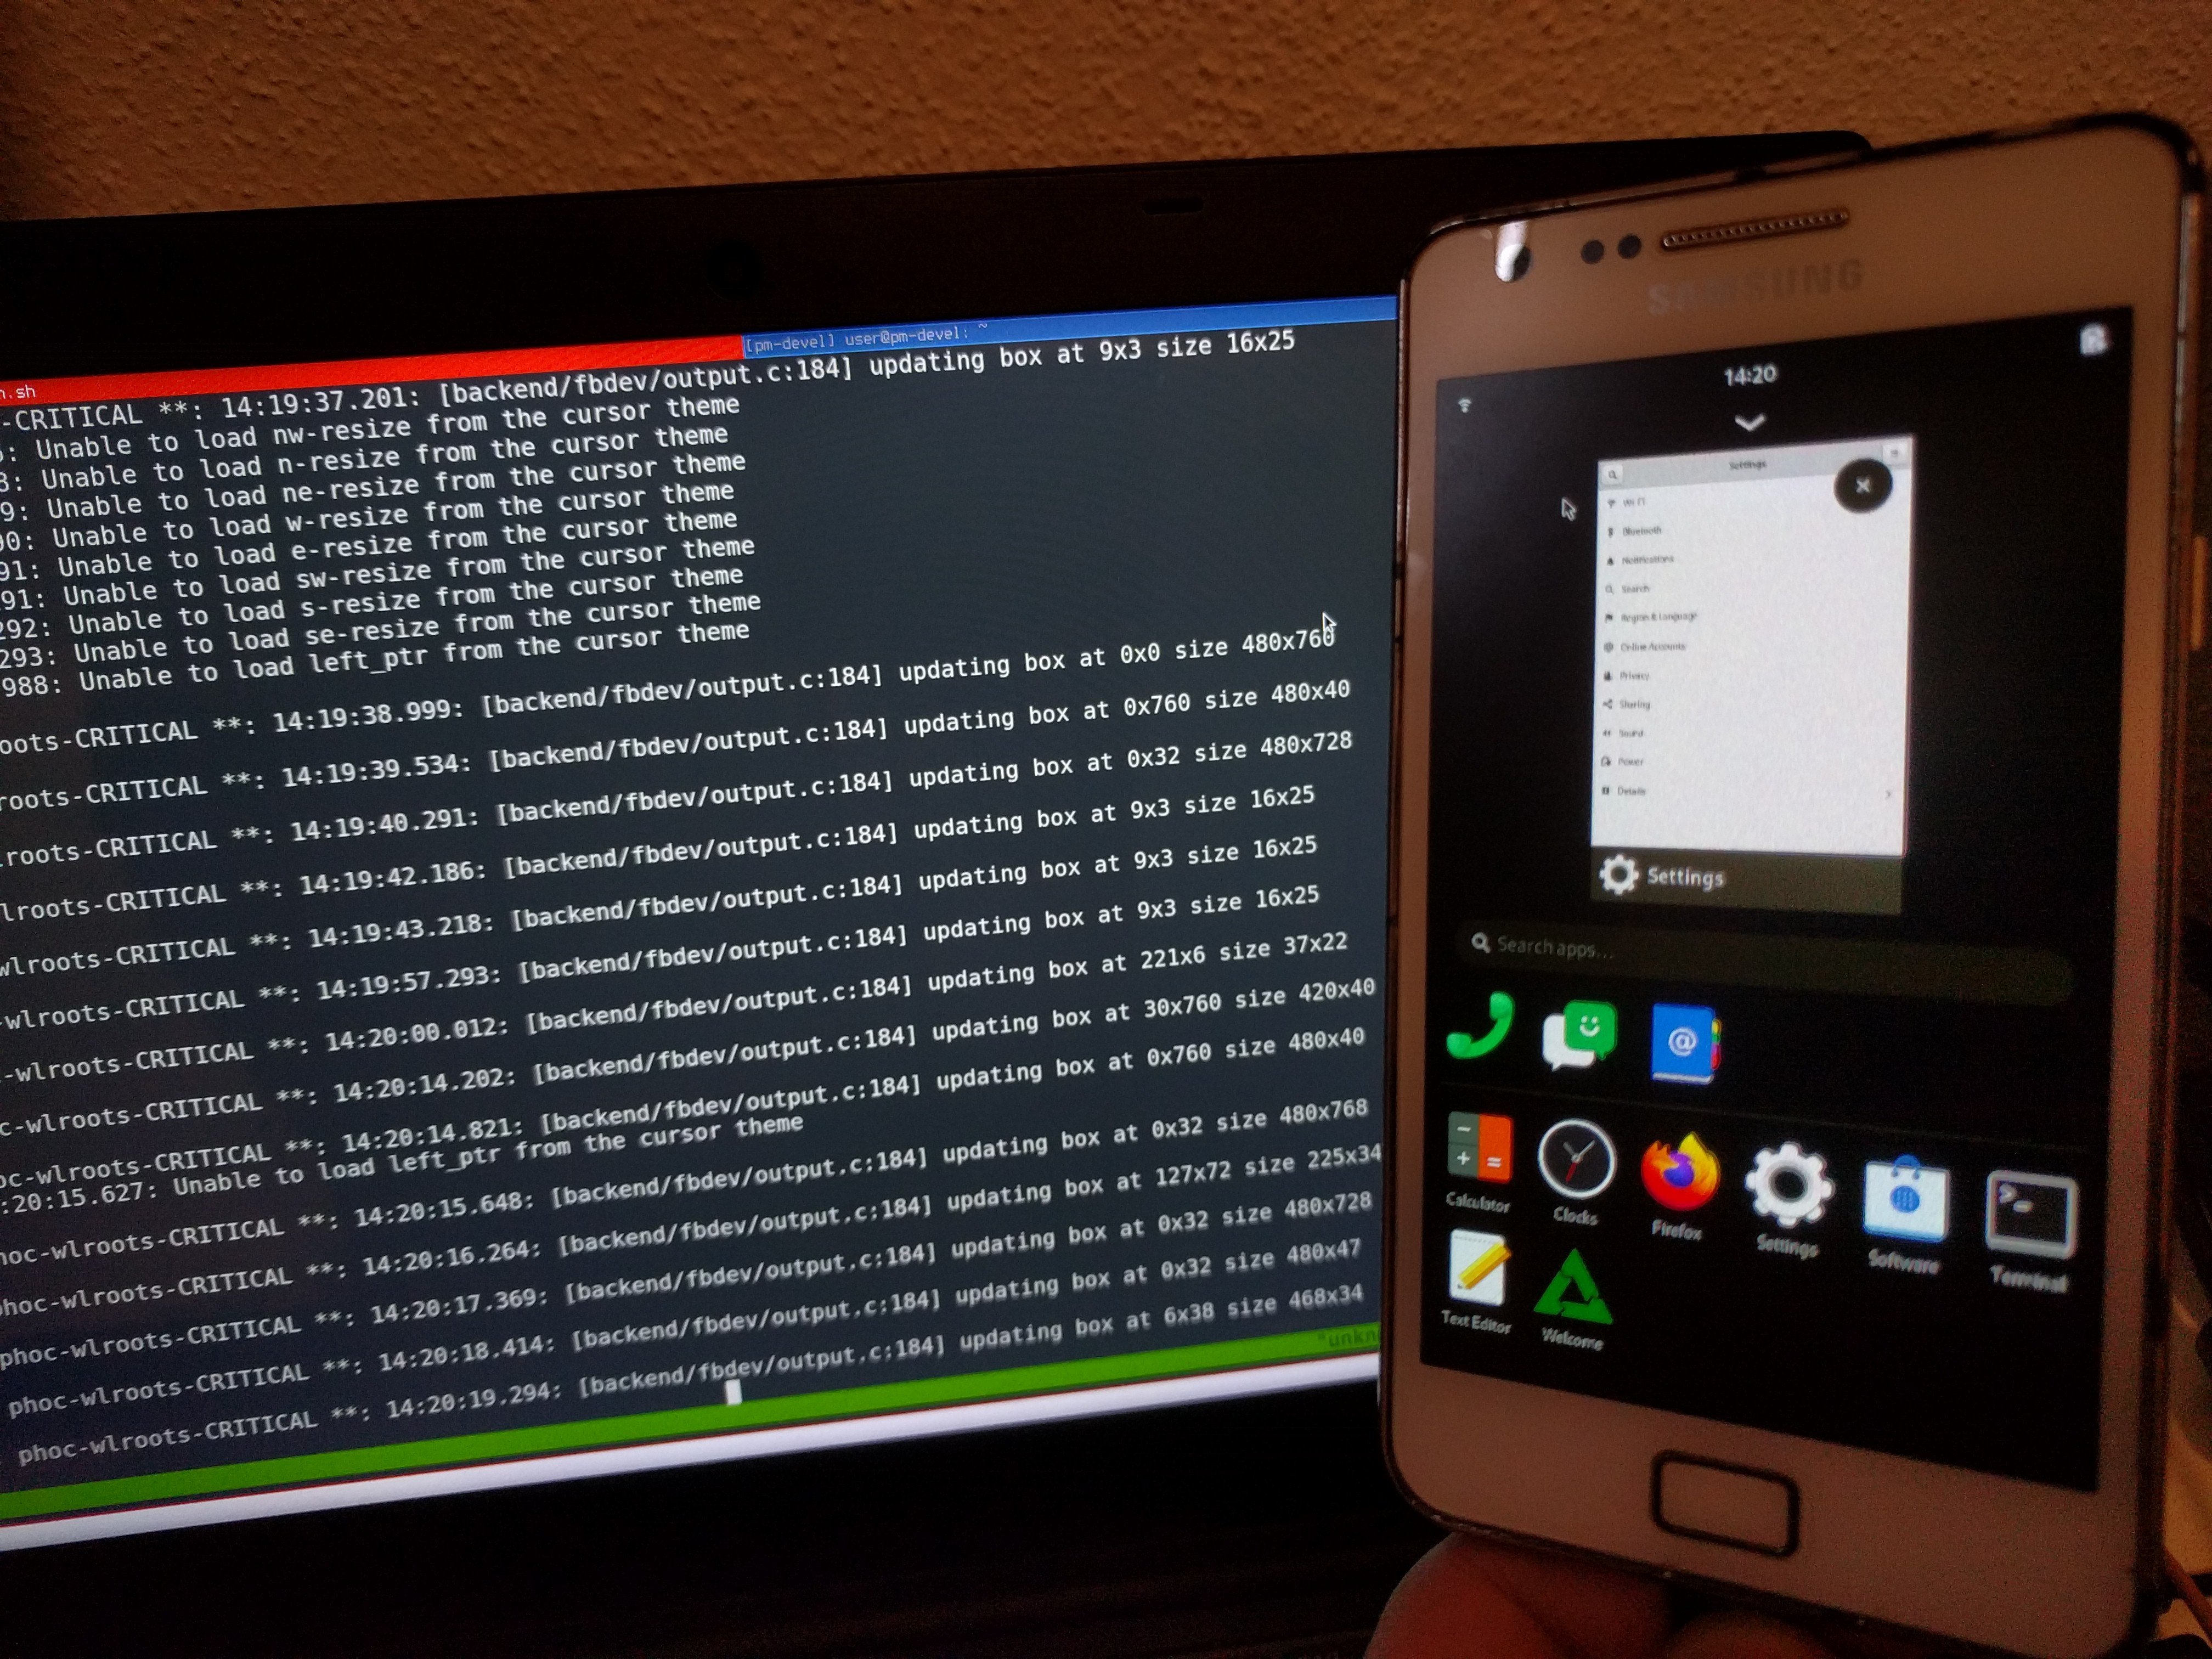 n.sh
[pm-devel] user@pm-devel: ~
-CRITICAL **: 14:19:37.201: [backend/fbdev/output.c:184] updating box at 9x3 size 16x25
: Unable to load nw-resize from the cursor theme
3: Unable to load n-resize from the cursor theme
9: Unable to load ne-resize from the cursor theme
90: Unable to load w-resize from the cursor theme
91: Unable to load e-resize from the cursor theme
91: Unable to load sw-resize from the cursor theme
292: Unable to load s-resize from the cursor theme
293: Unable to load se-resize from the cursor theme
988: Unable to load left_ptr from the cursor theme
oots-CRITICAL **: 14:19:38.999: [backend/fbdev/output.c:184] updating box at 0x0 size 480x760
roots-CRITICAL **: 14:19:39.534: [backend/fbdev/output.c:184] updating box at 0x760 size 480x40
lroots-CRITICAL **: 14:19:40.291: [backend/fbdev/output.c:184] updating box at 0x32 size 480x728
lroots-CRITICAL **: 14:19:42.186: [backend/fbdev/output.c:184] updating box at 9x3 size 16x25
wlroots-CRITICAL **: 14:19:43.218: [backend/fbdev/output.c:184] updating box at 9x3 size 16x25
-wlroots-CRITICAL **: 14:19:57.293: [backend/fbdev/output.c:184] updating box at 9x3 size 16x25
-wlroots-CRITICAL **: 14:20:00.012: [backend/fbdev/output.c:184] updating box at 221x6 size 37x22
c-wlroots-CRITICAL **: 14:20:14.202: [backend/fbdev/output.c:184] updating box at 30x760 size 420x40
oc-wlroots-CRITICAL **: 14:20:14.821: [backend/fbdev/output.c:184] updating box at 0x760 size 480x40
:20:15.627: Unable to load left_ptr from the cursor theme
hoc-wlroots-CRITICAL **: 14:20:15.648: [backend/fbdev/output.c:184] updating box at 0x32 size 480x768
phoc-wlroots-CRITICAL **: 14:20:16.264: [backend/fbdev/output.c:184] updating box at 127x72 size 225x34
phoc-wlroots-CRITICAL **: 14:20:17.369: [backend/fbdev/output.c:184] updating box at 0x32 size 480x728
phoc-wlroots-CRITICAL **: 14:20:18.414: [backend/fbdev/output.c:184] updating box at 0x32 size 480x47
phoc-wlroots-CRITICAL **: 14:20:19.294: [backend/fbdev/output.c:184] updating box at 6x38 size 468x34
"unkn
SAMSUNG
14:20
Settings
Wi-Fi
Bluetooth
Notifications
Search
Region & Language
Online Accounts
Privacy
Sharing
Sound
Power
Details
Settings
Search apps...
Calculator
Clocks
Firefox
Settings
Software
Terminal
Text Editor
Welcome